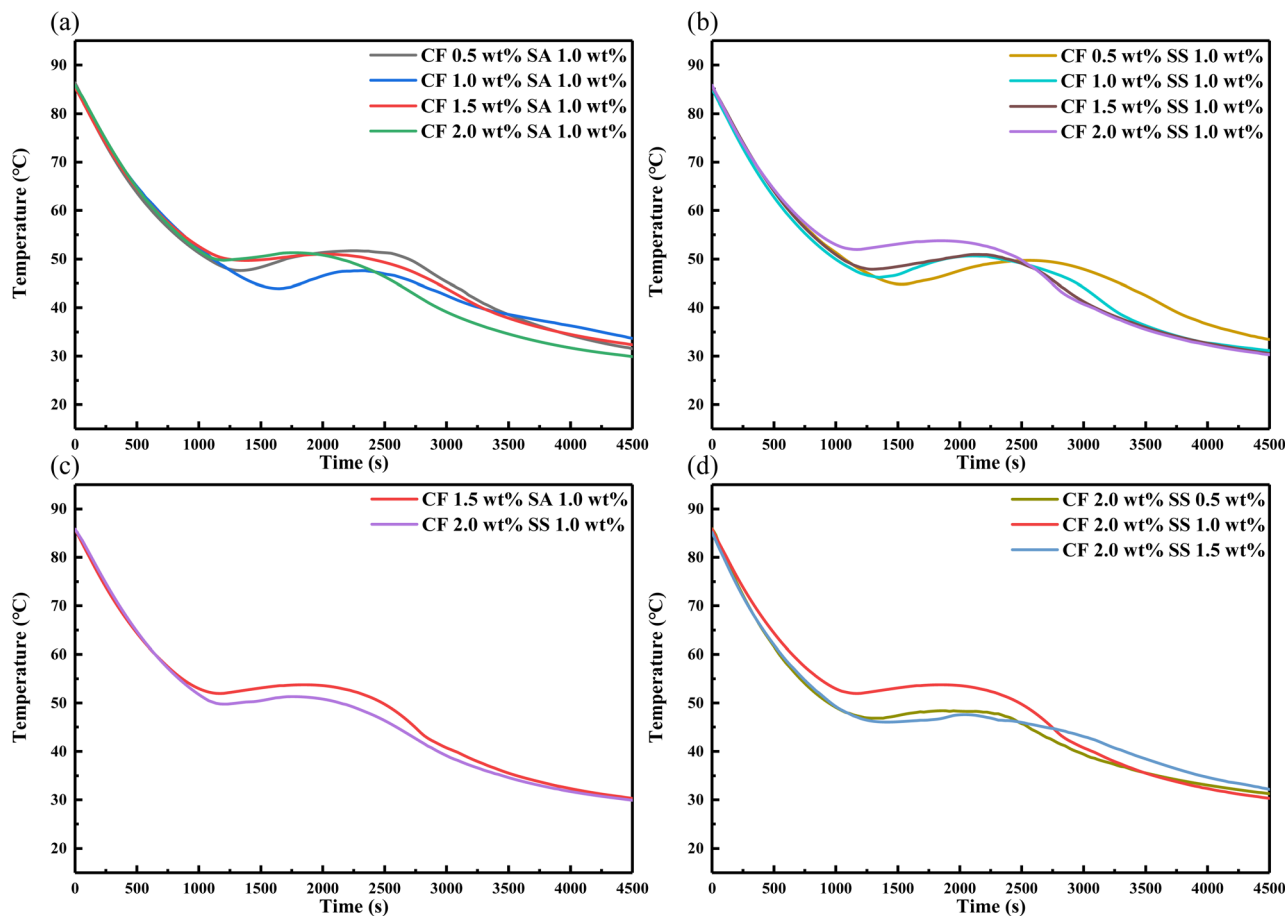 (a)
CF 0.5 wt% SA 1.0 wt%
CF 1.0 wt% SA 1.0 wt%
CF 1.5 wt% SA 1.0 wt%
CF 2.0 wt% SA 1.0 wt%
90
80
70
60
50
40
30
20
Temperature (℃)
0 500 1000 1500 2000 2500 3000 3500 4000 4500
Time (s)
(b)
CF 0.5 wt% SS 1.0 wt%
CF 1.0 wt% SS 1.0 wt%
CF 1.5 wt% SS 1.0 wt%
CF 2.0 wt% SS 1.0 wt%
90
80
70
60
50
40
30
20
Temperature (℃)
0 500 1000 1500 2000 2500 3000 3500 4000 4500
Time (s)
(c)
CF 1.5 wt% SA 1.0 wt%
CF 2.0 wt% SS 1.0 wt%
90
80
70
60
50
40
30
20
Temperature (℃)
0 500 1000 1500 2000 2500 3000 3500 4000 4500
Time (s)
(d)
CF 2.0 wt% SS 0.5 wt%
CF 2.0 wt% SS 1.0 wt%
CF 2.0 wt% SS 1.5 wt%
90
80
70
60
50
40
30
20
Temperature (℃)
0 500 1000 1500 2000 2500 3000 3500 4000 4500
Time (s)